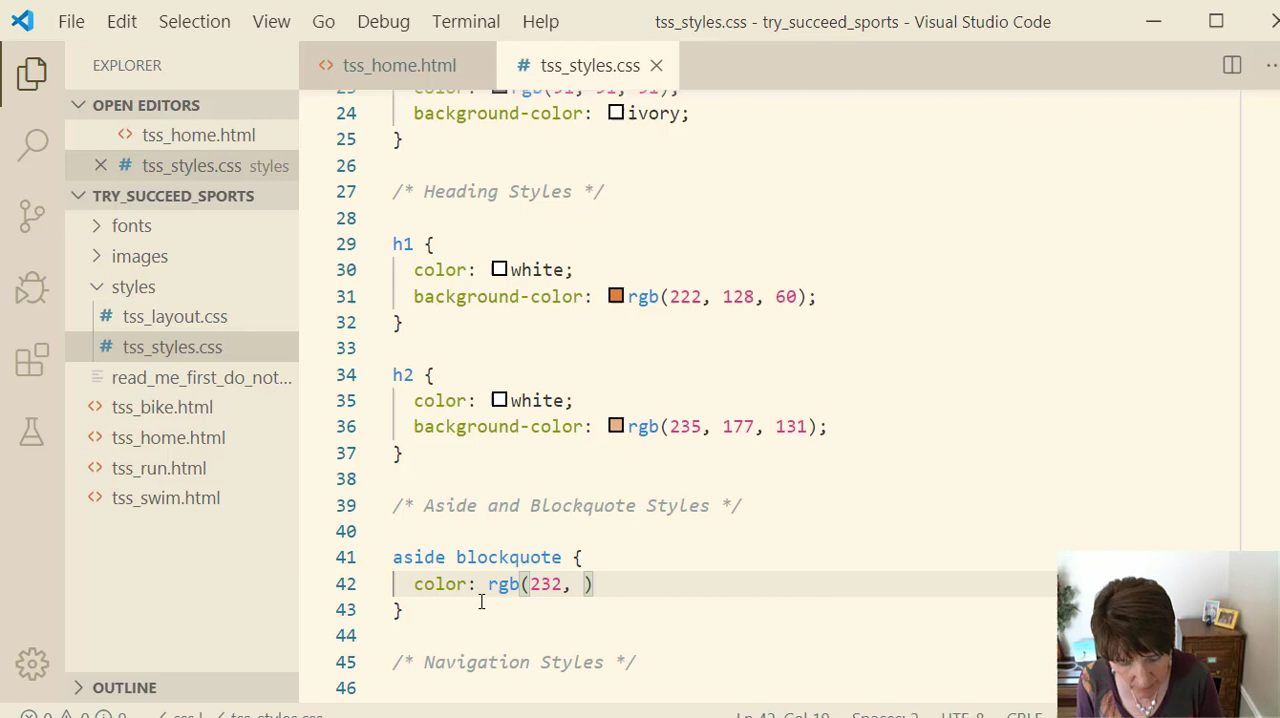 File Edit Selection View Go Debug Terminal Help tss_styles.css - try_succeed_sports - Visual Studio Code
EXPLORER
OPEN EDITORS
<> tss_home.html
# tss_styles.css styles
TRY_SUCCEED_SPORTS
fonts
images
styles
# tss_layout.css
# tss_styles.css
read_me_first_do_not...
<> tss_bike.html
<> tss_home.html
<> tss_run.html
<> tss_swim.html
OUTLINE
<> tss_home.html # tss_styles.css
24 background-color: ivory;
25 }
26
27 /* Heading Styles */
28
29 h1 {
30 color: white;
31 background-color: rgb(222, 128, 60);
32 }
33
34 h2 {
35 color: white;
36 background-color: rgb(235, 177, 131);
37 }
38
39 /* Aside and Blockquote Styles */
40
41 aside blockquote {
42 color: rgb(232, )
43 }
44
45 /* Navigation Styles */
46